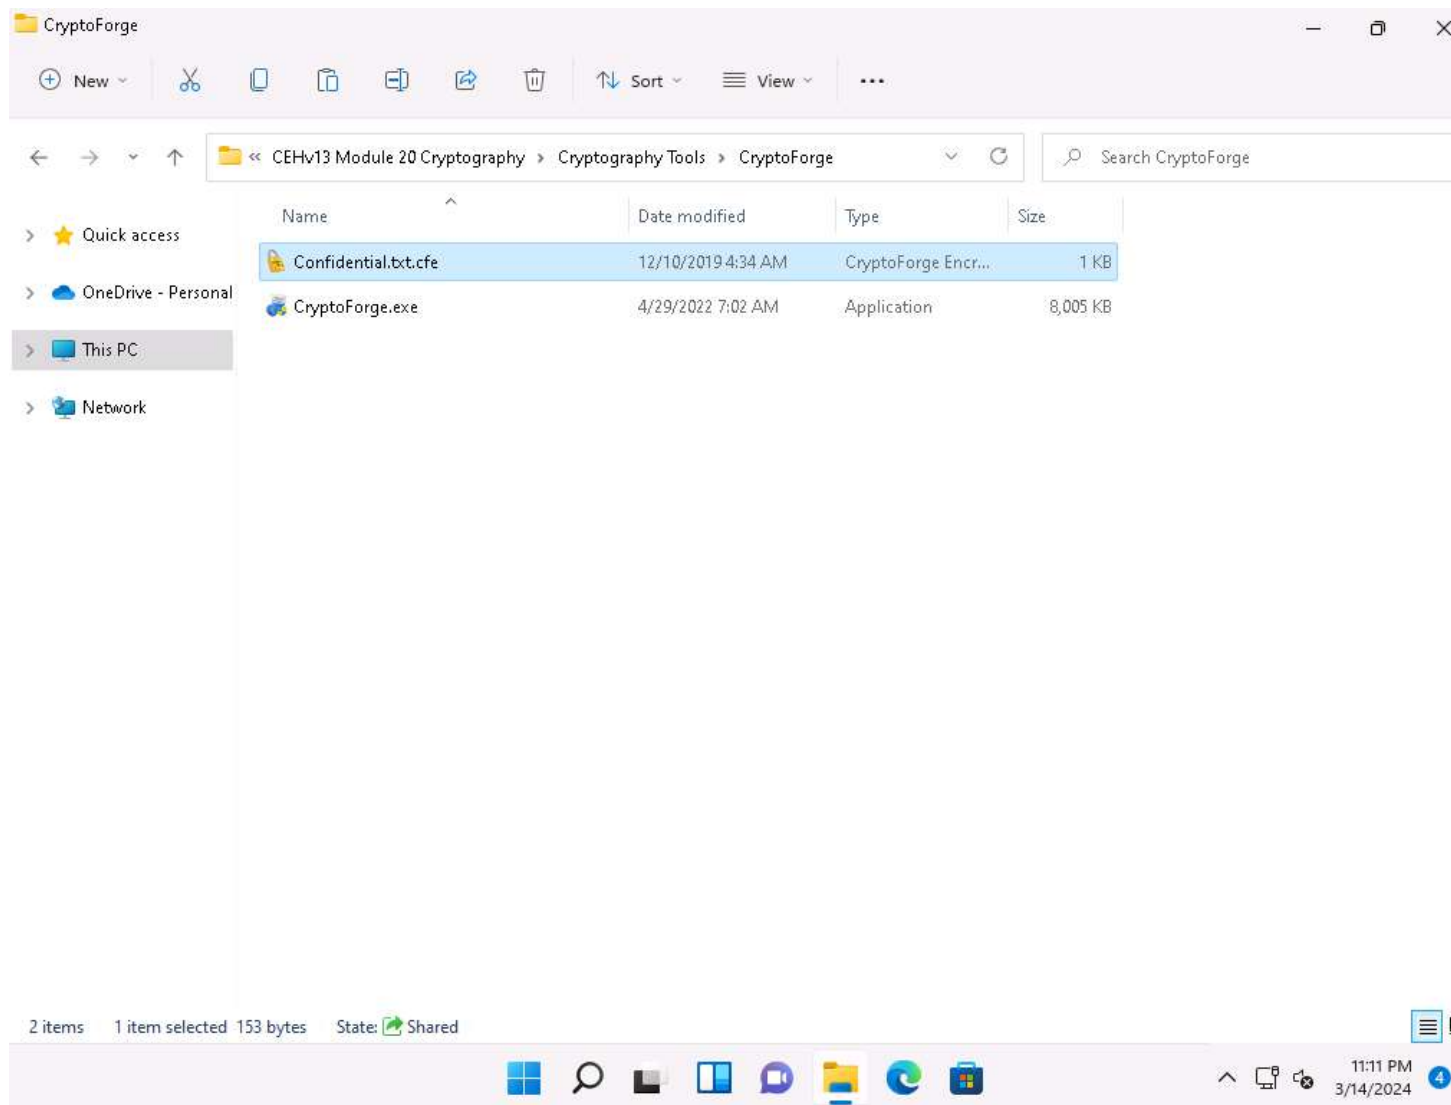 CryptoForge
New
Sort
View
« CEHv13 Module 20 Cryptography › Cryptography Tools › CryptoForge
Search CryptoForge
Name Date modified Type Size
Quick access
Confidential.txt.cfe 12/10/2019 4:34 AM CryptoForge Encr... 1 KB
OneDrive - Personal
CryptoForge.exe 4/29/2022 7:02 AM Application 8,005 KB
This PC
Network
2 items 1 item selected 153 bytes State: Shared
11:11 PM
3/14/2024
4